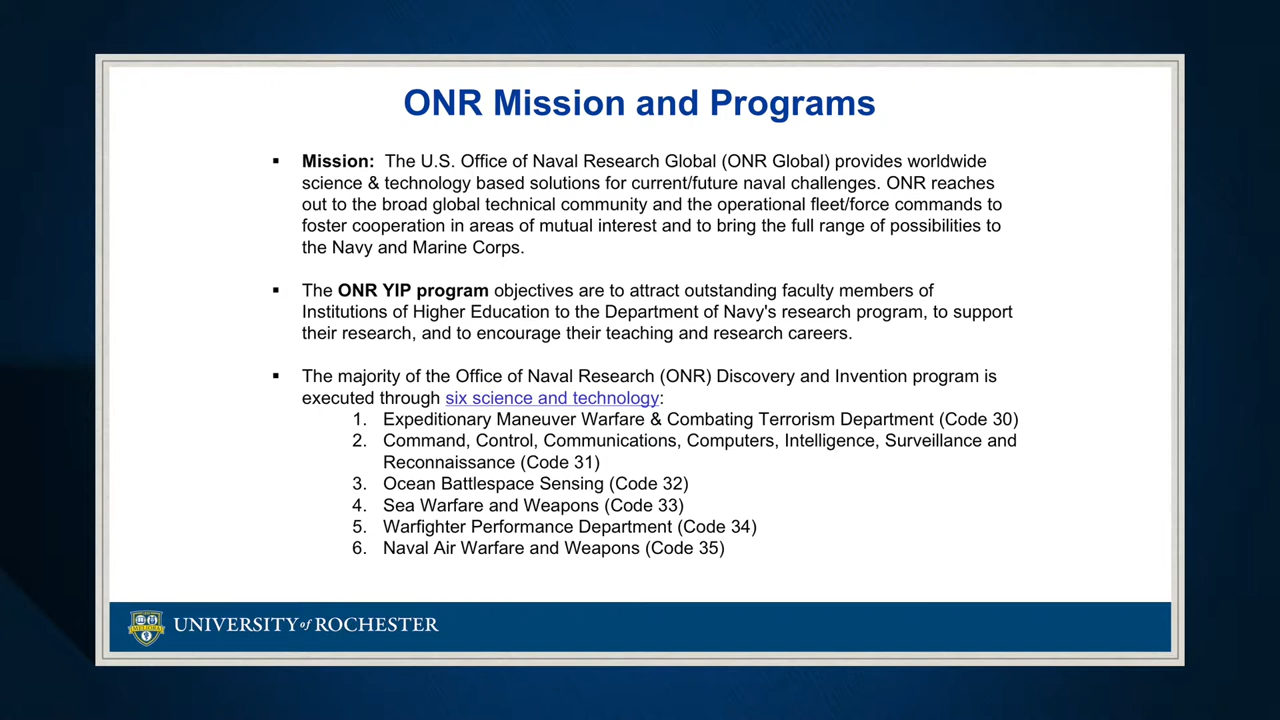 ONR Mission and Programs
▪ Mission: The U.S. Office of Naval Research Global (ONR Global) provides worldwide
science & technology based solutions for current/future naval challenges. ONR reaches
out to the broad global technical community and the operational fleet/force commands to
foster cooperation in areas of mutual interest and to bring the full range of possibilities to
the Navy and Marine Corps.
▪ The ONR YIP program objectives are to attract outstanding faculty members of
Institutions of Higher Education to the Department of Navy's research program, to support
their research, and to encourage their teaching and research careers.
▪ The majority of the Office of Naval Research (ONR) Discovery and Invention program is
executed through six science and technology:
1. Expeditionary Maneuver Warfare & Combating Terrorism Department (Code 30)
2. Command, Control, Communications, Computers, Intelligence, Surveillance and
Reconnaissance (Code 31)
3. Ocean Battlespace Sensing (Code 32)
4. Sea Warfare and Weapons (Code 33)
5. Warfighter Performance Department (Code 34)
6. Naval Air Warfare and Weapons (Code 35)
MELIORA
UNIVERSITY of ROCHESTER